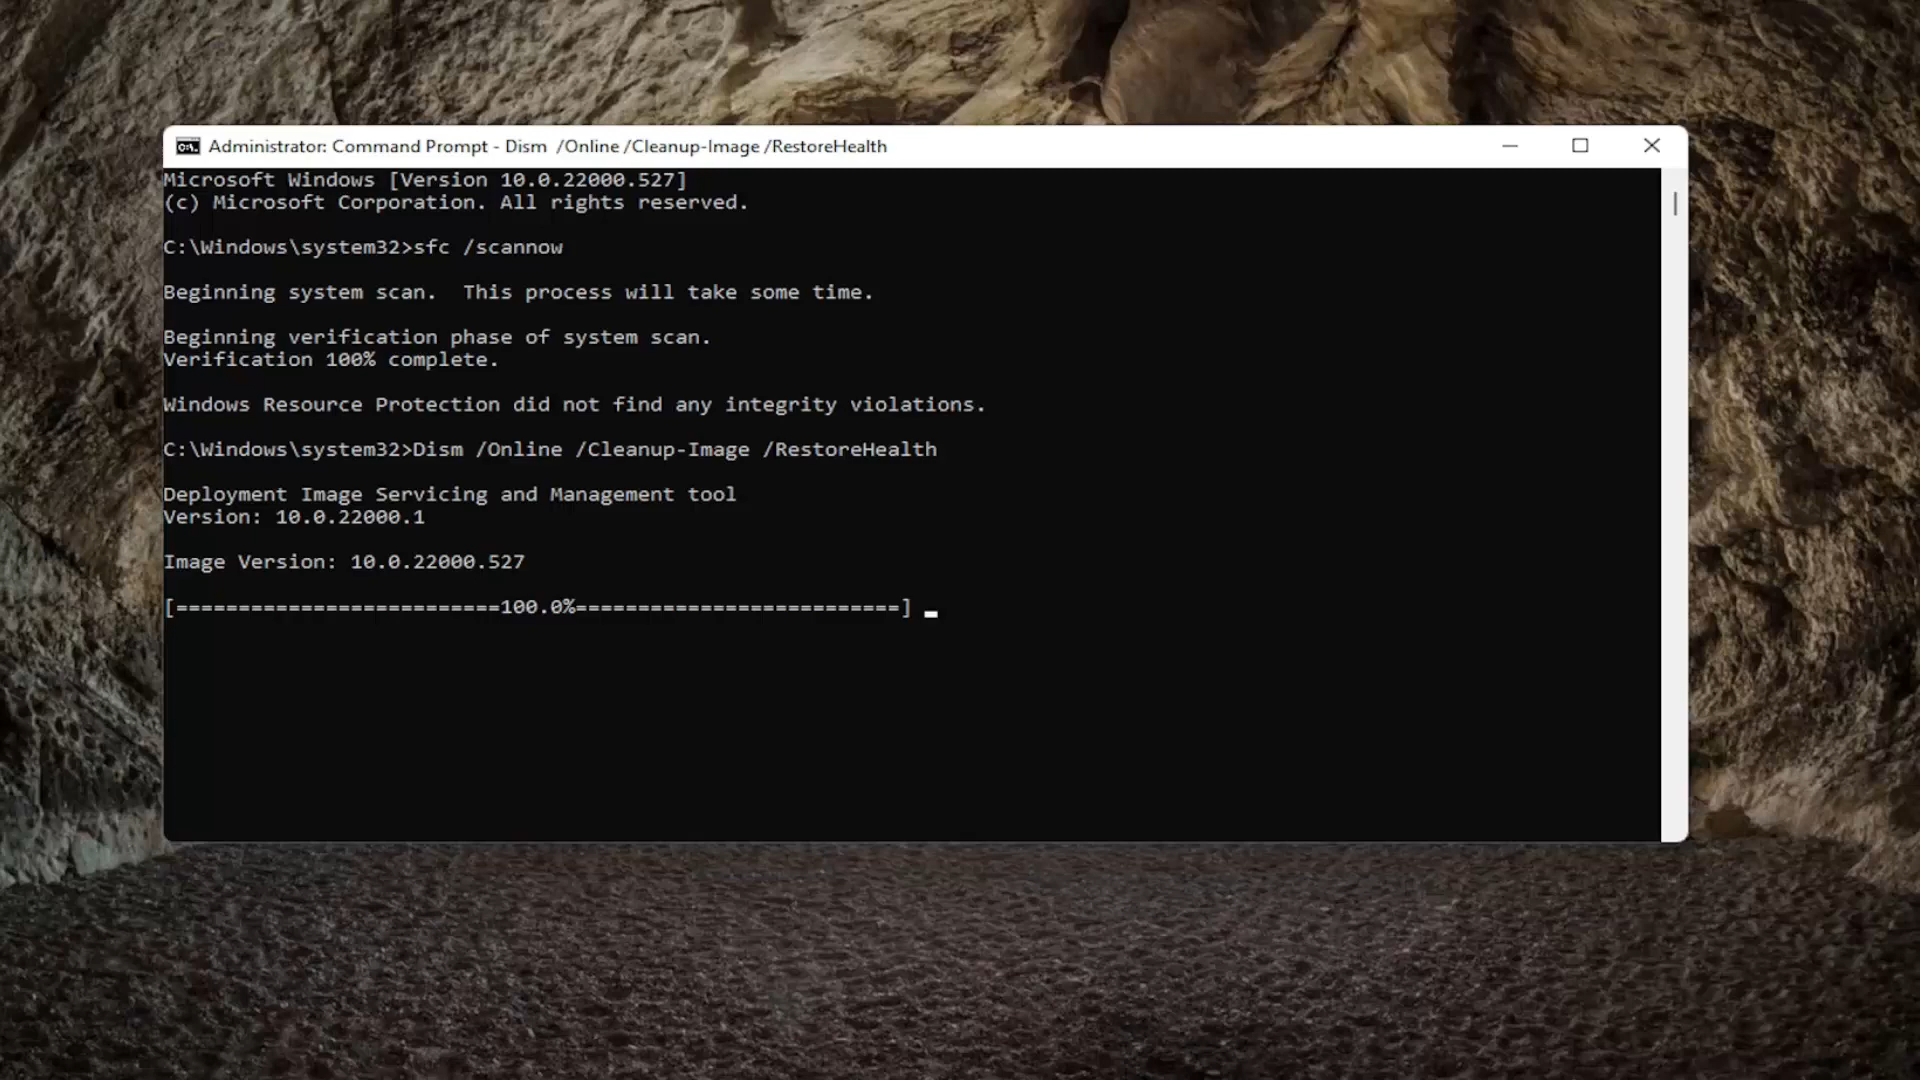 Administrator: Command Prompt - Dism  /Online /Cleanup-Image /RestoreHealth
Microsoft Windows [Version 10.0.22000.527]
(c) Microsoft Corporation. All rights reserved.
C:\Windows\system32>sfc /scannow
Beginning system scan.  This process will take some time.
Beginning verification phase of system scan.
Verification 100% complete.
Windows Resource Protection did not find any integrity violations.
C:\Windows\system32>Dism /Online /Cleanup-Image /RestoreHealth
Deployment Image Servicing and Management tool
Version: 10.0.22000.1
Image Version: 10.0.22000.527
[==========================100.0%==========================]